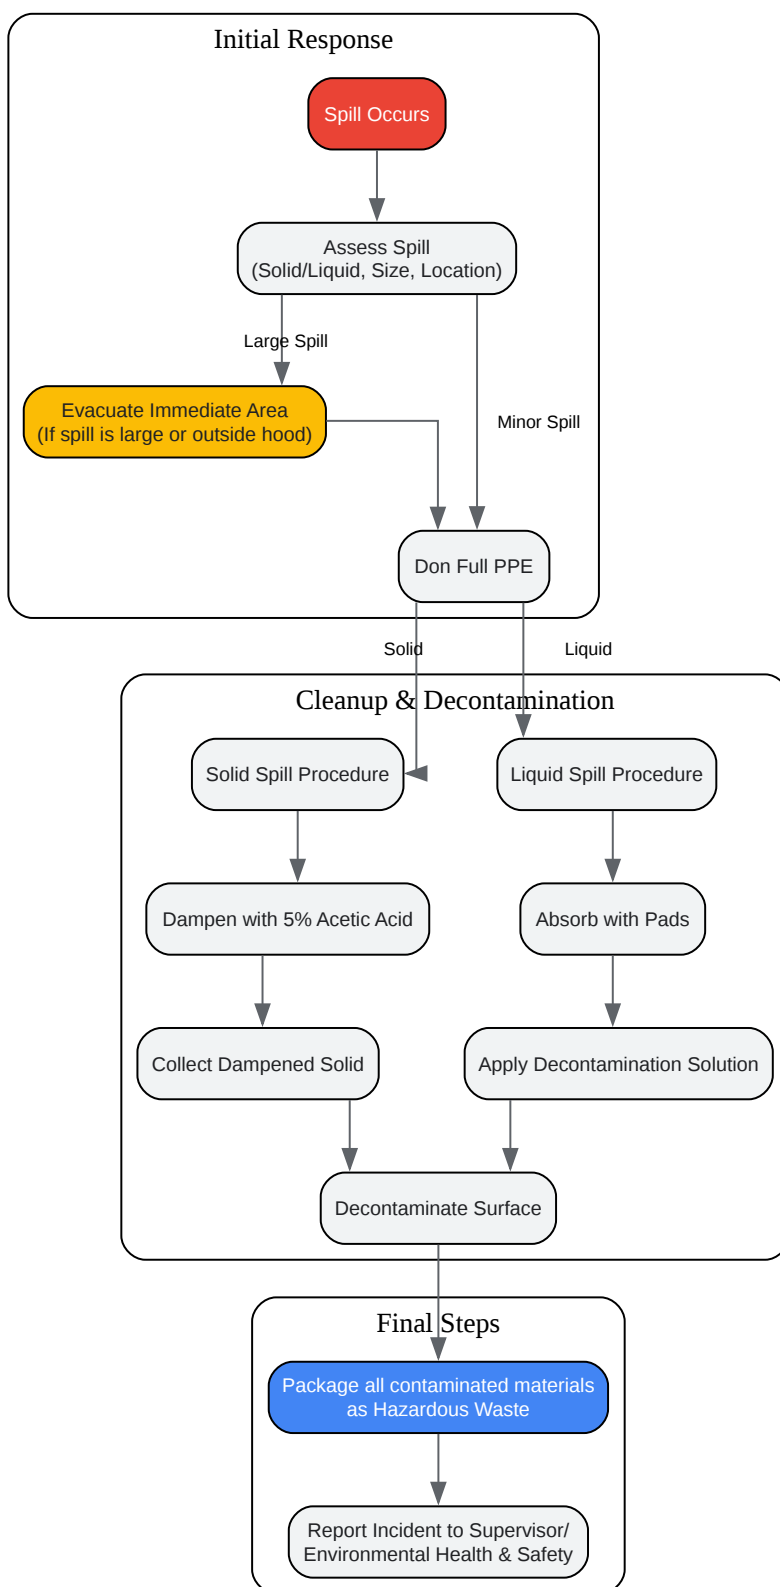 Initial Response
Spill Occurs
Assess Spill
(Solid/Liquid, Size, Location)
Large Spill
Evacuate Immediate Area
(If spill is large or outside hood)
Minor Spill
Don Full PPE
Solid
Liquid
Cleanup & Decontamination
Solid Spill Procedure
Liquid Spill Procedure
Dampen with 5% Acetic Acid
Absorb with Pads
Collect Dampened Solid
Apply Decontamination Solution
Decontaminate Surface
Final Steps
Package all contaminated materials
as Hazardous Waste
Report Incident to Supervisor/
Environmental Health & Safety